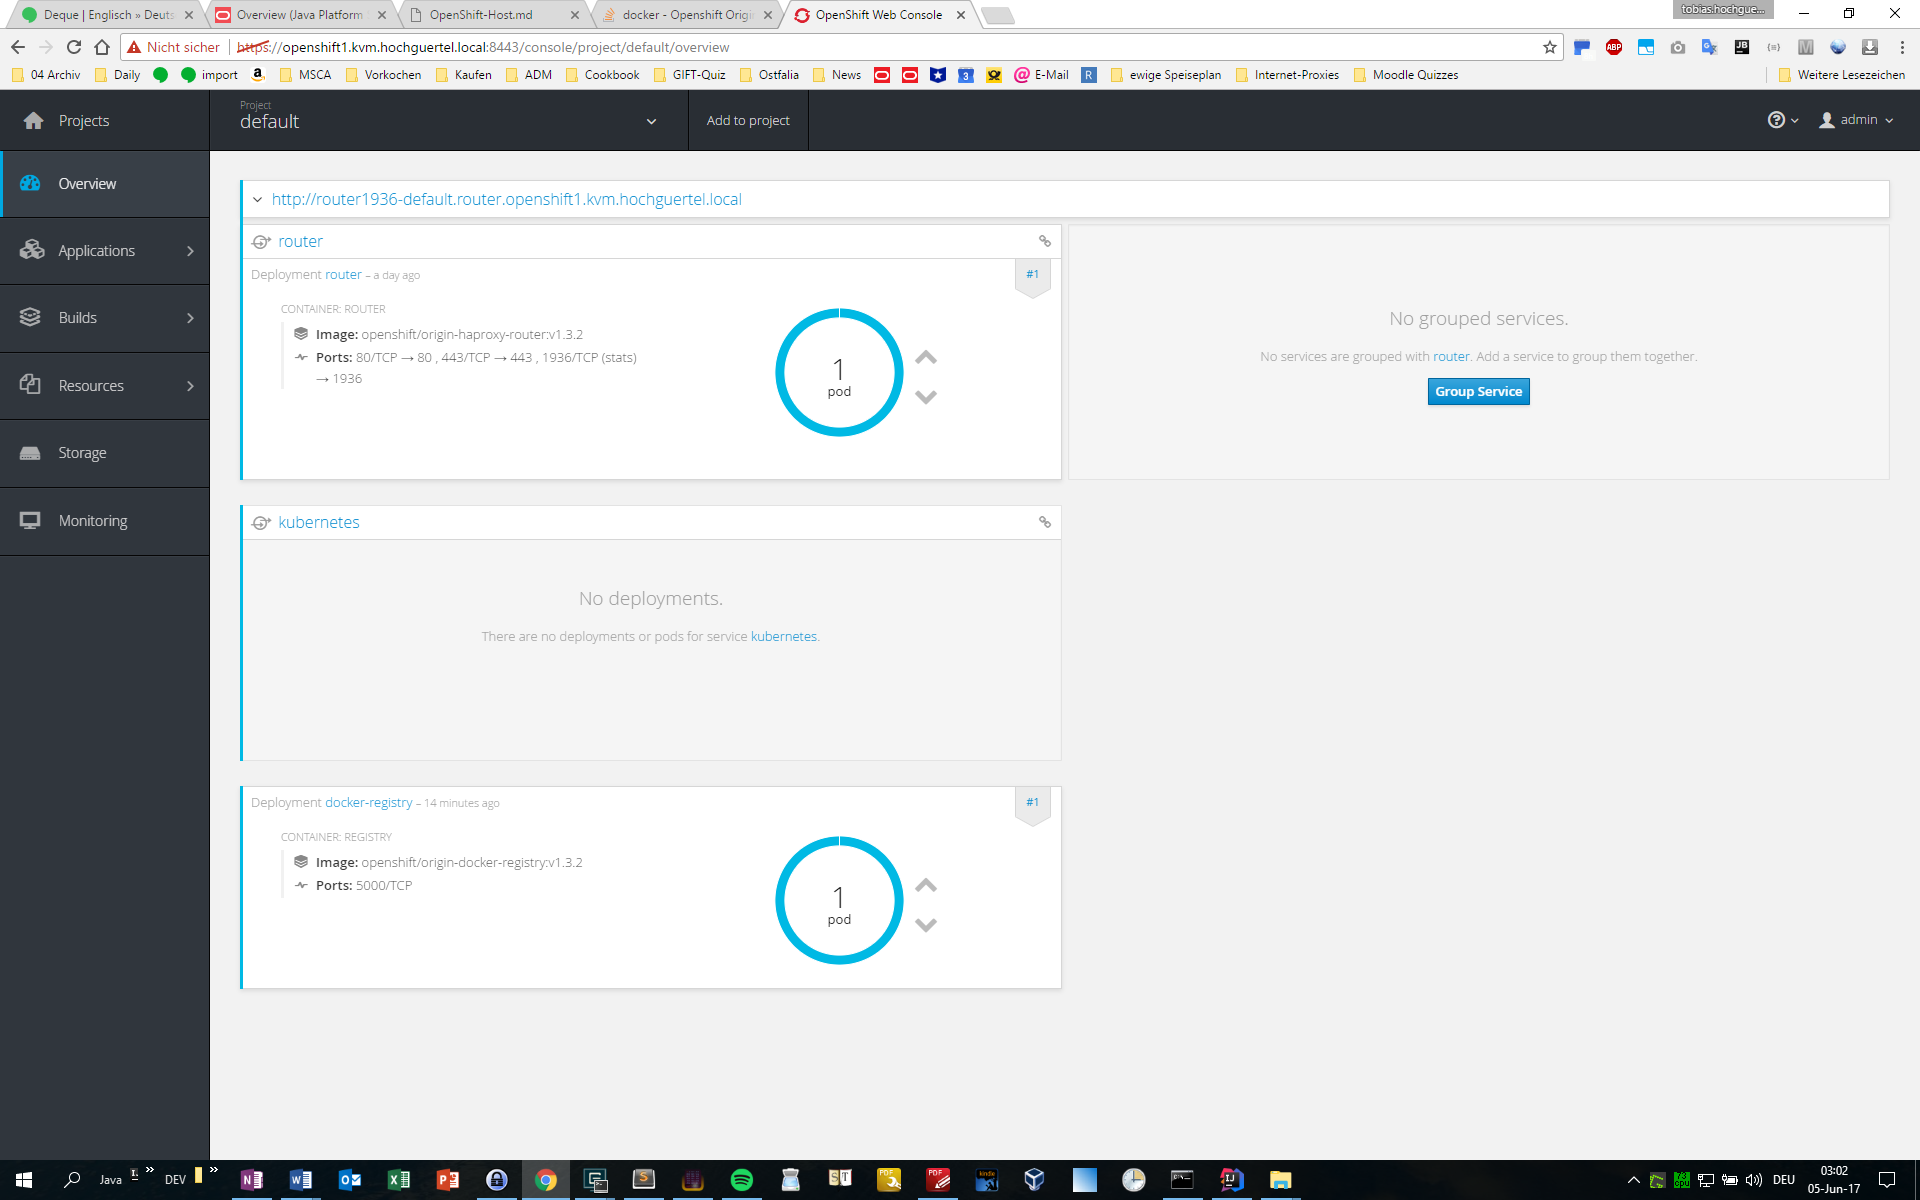 Deque | Englisch » Deuts
Overview (Java Platform
OpenShift-Host.md
docker - Openshift Origi
OpenShift Web Console
tobias.hochgue...
Nicht sicher
https://openshift1.kvm.hochguertel.local:8443/console/project/default/overview
04 Archiv
Daily
import
MSCA
Vorkochen
Kaufen
ADM
Cookbook
GIFT-Quiz
Ostfalia
News
E-Mail
ewige Speiseplan
Internet-Proxies
Moodle Quizzes
Weitere Lesezeichen
Projects
Project
default
Add to project
admin
Overview
Applications
Builds
Resources
Storage
Monitoring
http://router1936-default.router.openshift1.kvm.hochguertel.local
router
Deployment router – a day ago
#1
CONTAINER: ROUTER
Image: openshift/origin-haproxy-router:v1.3.2
Ports: 80/TCP → 80 , 443/TCP → 443 , 1936/TCP (stats)
→ 1936
1
pod
No grouped services.
No services are grouped with router. Add a service to group them together.
Group Service
kubernetes
No deployments.
There are no deployments or pods for service kubernetes.
Deployment docker-registry – 14 minutes ago
#1
CONTAINER: REGISTRY
Image: openshift/origin-docker-registry:v1.3.2
Ports: 5000/TCP
1
pod
Java
DEV
DEU
03:02
05-Jun-17